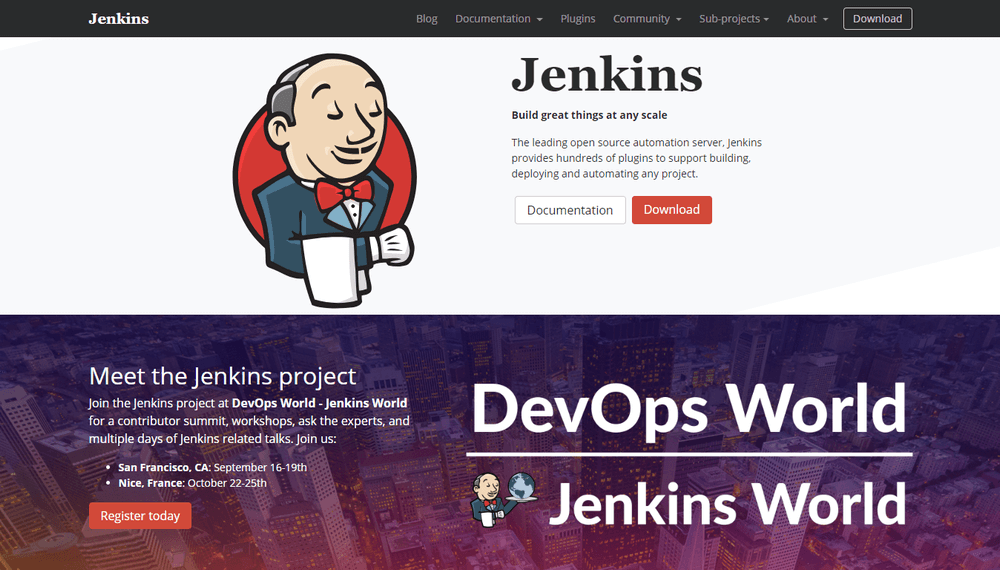 Jenkins
Blog Documentation Plugins Community Sub-projects About Download
Jenkins
Build great things at any scale
The leading open source automation server, Jenkins
provides hundreds of plugins to support building,
deploying and automating any project.
Documentation Download
Meet the Jenkins project
Join the Jenkins project at DevOps World - Jenkins World
for a contributor summit, workshops, ask the experts, and
multiple days of Jenkins related talks. Join us:
San Francisco, CA: September 16-19th
Nice, France: October 22-25th
Register today
DevOps World
Jenkins World